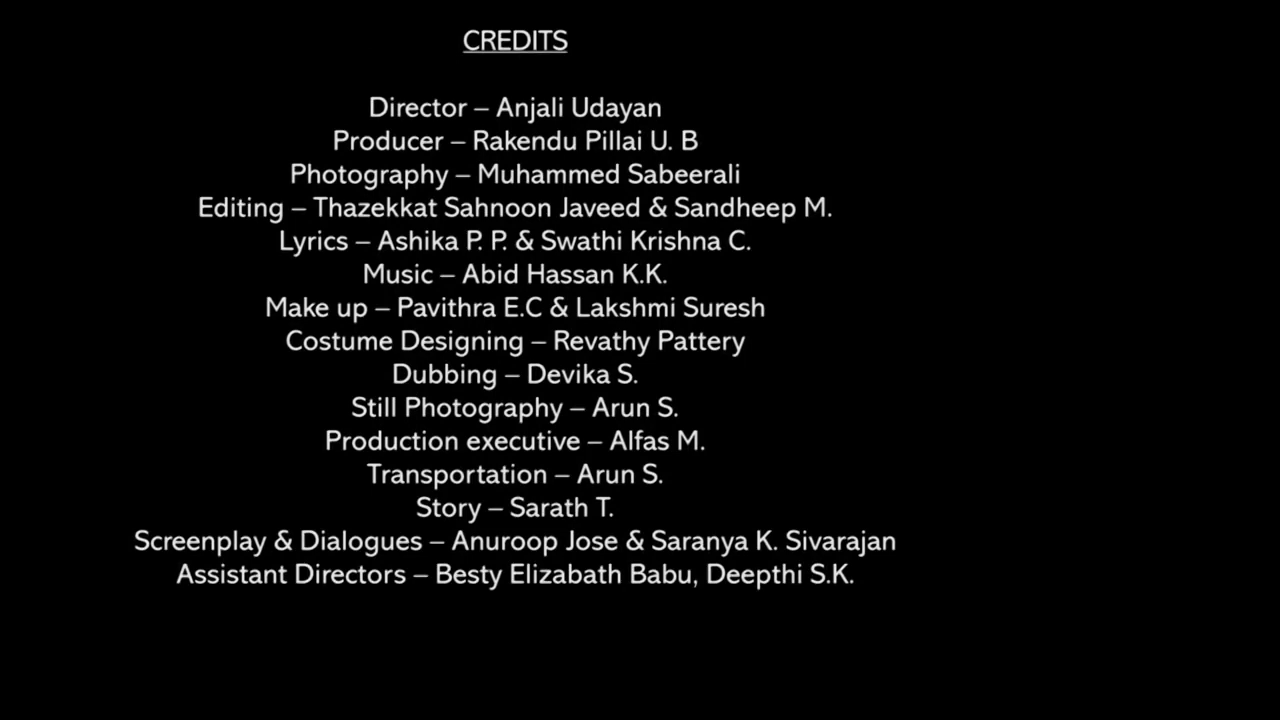 CREDITS
Director – Anjali Udayan
Producer – Rakendu Pillai U. B
Photography – Muhammed Sabeerali
Editing – Thazekkat Sahnoon Javeed & Sandheep M.
Lyrics – Ashika P. P. & Swathi Krishna C.
Music – Abid Hassan K.K.
Make up – Pavithra E.C & Lakshmi Suresh
Costume Designing – Revathy Pattery
Dubbing – Devika S.
Still Photography – Arun S.
Production executive – Alfas M.
Transportation – Arun S.
Story – Sarath T.
Screenplay & Dialogues – Anuroop Jose & Saranya K. Sivarajan
Assistant Directors – Besty Elizabath Babu, Deepthi S.K.